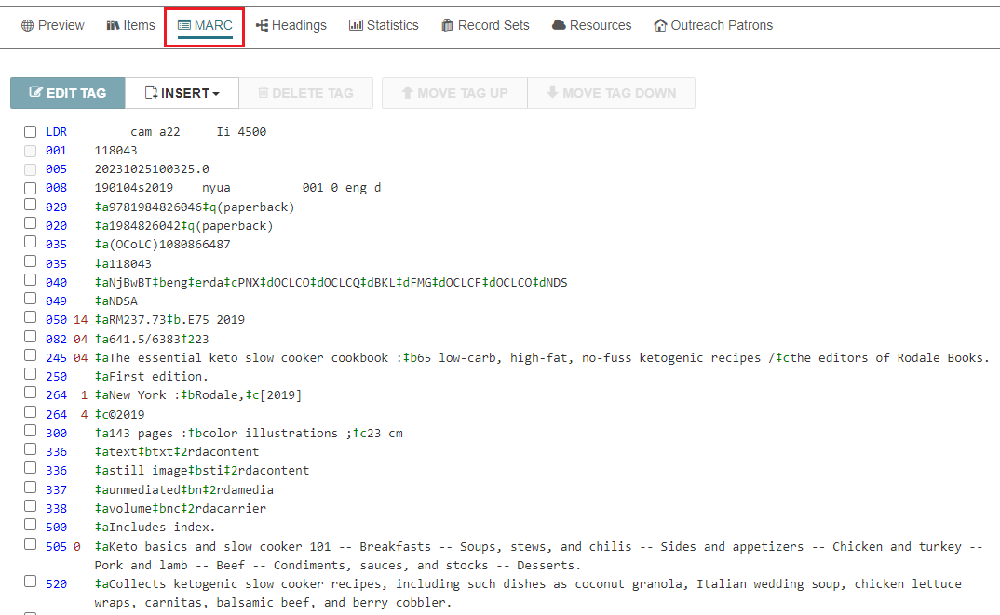 Preview Items MARC Headings Statistics Record Sets Resources Outreach Patrons
EDIT TAG INSERT DELETE TAG MOVE TAG UP MOVE TAG DOWN
LDR cam a22 Ii 4500
001 118043
005 20231025100325.0
008 190104s2019 nyua 001 0 eng d
020 ‡a9781984826046‡q(paperback)
020 ‡a1984826042‡q(paperback)
035 ‡a(OCoLC)1080866487
035 ‡a118043
040 ‡aNjBwBT‡beng‡erda‡cPNX‡dOCLCO‡dOCLCQ‡dBKL‡dFMG‡dOCLCF‡dOCLCO‡dNDS
049 ‡aNDSA
050 14 ‡aRM237.73‡b.E75 2019
082 04 ‡a641.5/6383‡223
245 04 ‡aThe essential keto slow cooker cookbook :‡b65 low-carb, high-fat, no-fuss ketogenic recipes /‡cthe editors of Rodale Books.
250 ‡aFirst edition.
264 1 ‡aNew York :‡bRodale,‡c[2019]
264 4 ‡c©2019
300 ‡a143 pages :‡bcolor illustrations ;‡c23 cm
336 ‡atext‡btxt‡2rdacontent
336 ‡astill image‡bsti‡2rdacontent
337 ‡aunmediated‡bn‡2rdamedia
338 ‡avolume‡bnc‡2rdacarrier
500 ‡aIncludes index.
505 0 ‡aKeto basics and slow cooker 101 -- Breakfasts -- Soups, stews, and chilis -- Sides and appetizers -- Chicken and turkey --
Pork and lamb -- Beef -- Condiments, sauces, and stocks -- Desserts.
520 ‡aCollects ketogenic slow cooker recipes, including such dishes as coconut granola, Italian wedding soup, chicken lettuce
wraps, carnitas, balsamic beef, and berry cobbler.